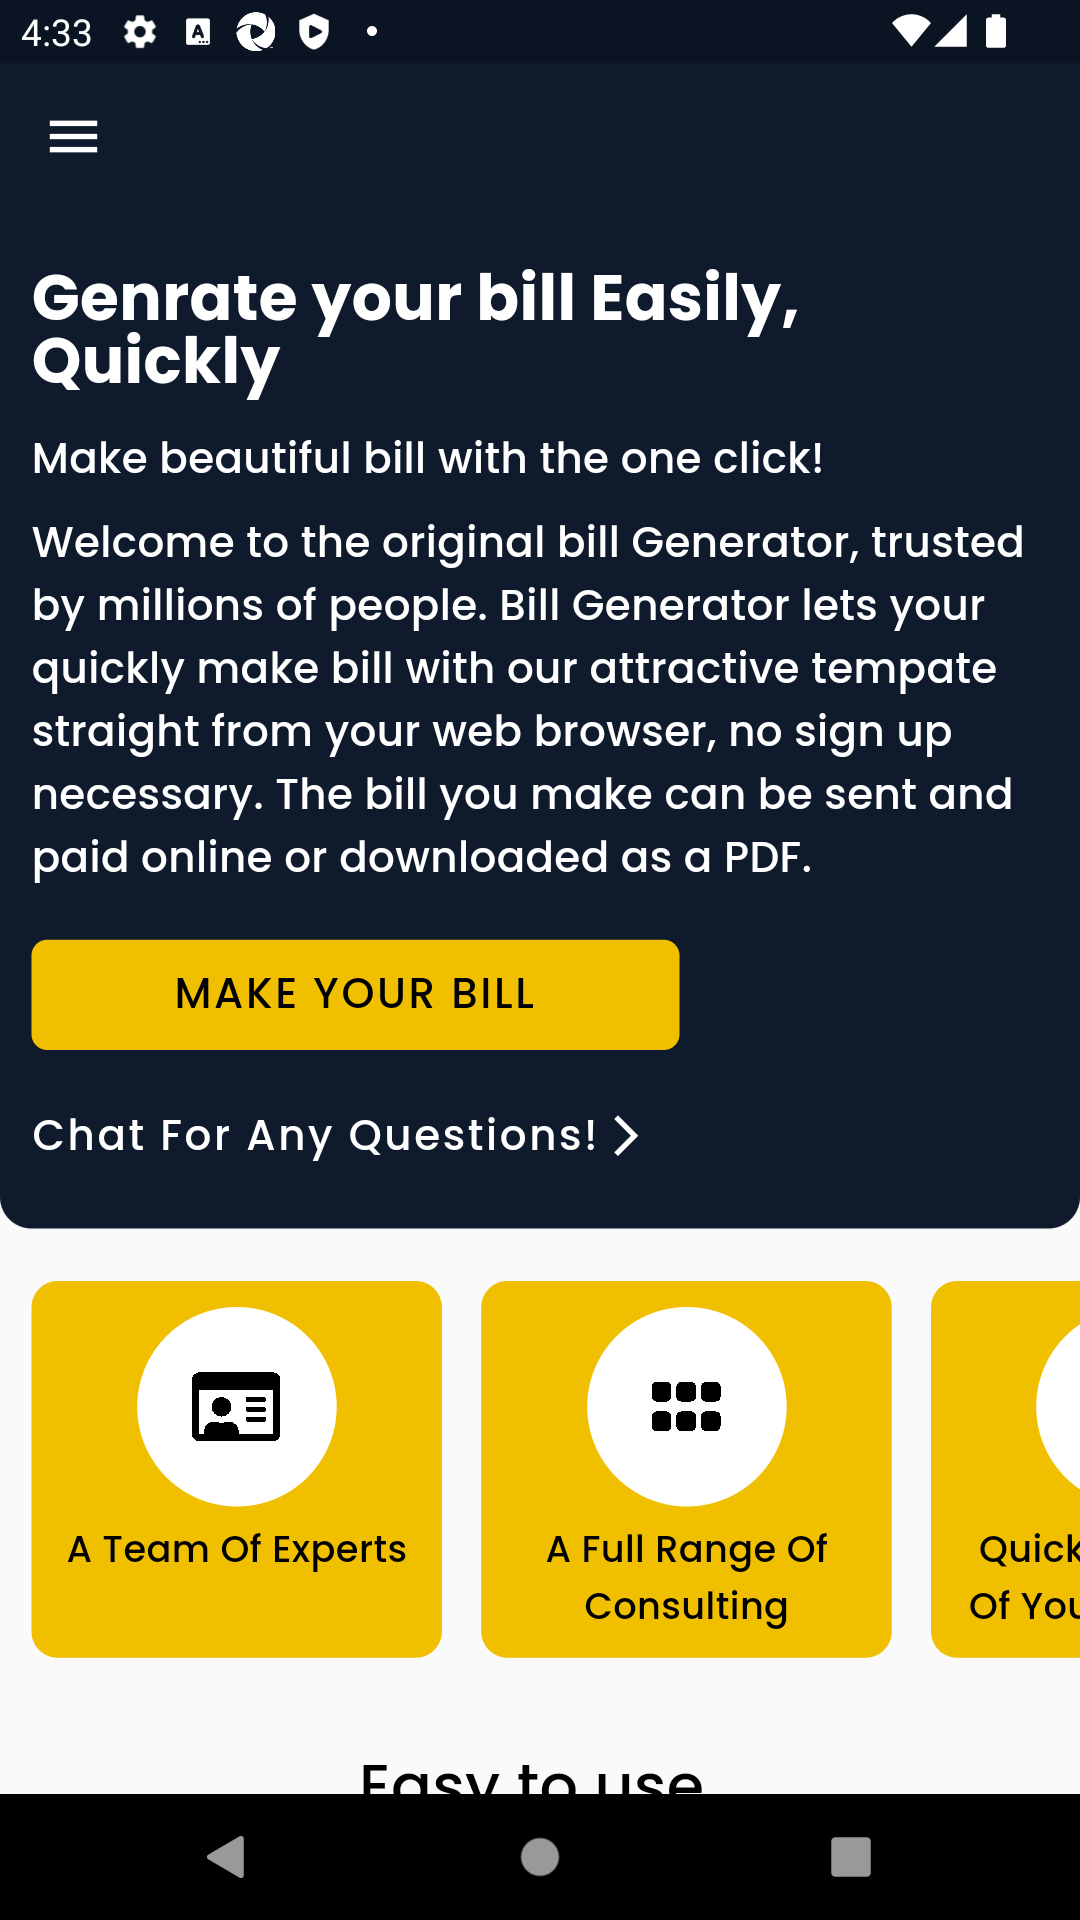 4:33
Genrate your bill Easily,
Quickly
Make beautiful bill with the one click!
Welcome to the original bill Generator, trusted
by millions of people. Bill Generator lets your
quickly make bill with our attractive tempate
straight from your web browser, no sign up
necessary. The bill you make can be sent and
paid online or downloaded as a PDF.
MAKE YOUR BILL
Chat For Any Questions!
A Team Of Experts
A Full Range Of
Consulting
Quick
Of You
Easy to use